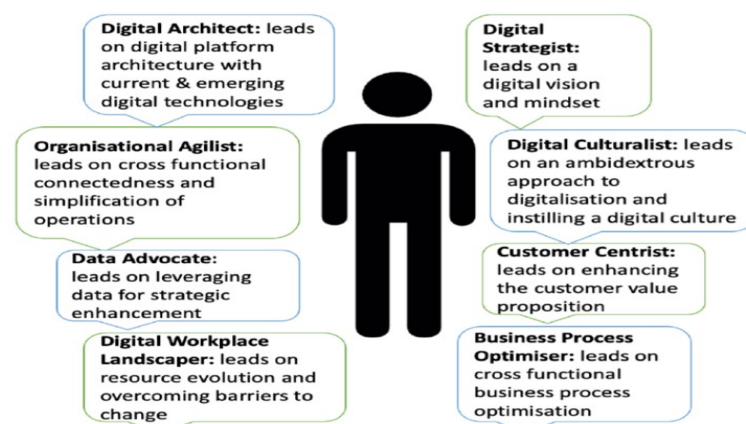 Digital Architect: leads
on digital platform
architecture with
current & emerging
digital technologies
Organisational Agilist:
leads on cross functional
connectedness and
simplification of
operations
Data Advocate:
leads on leveraging
data for strategic
enhancement
Digital Workplace
Landscaper: leads on
resource evolution and
overcoming barriers to
change
Digital
Strategist:
leads on a
digital vision
and mindset
Digital Culturalist: leads
on an ambidextrous
approach to
digitalisation and
instilling a digital culture
Customer Centrist:
leads on enhancing
the customer value
proposition
Business Process
Optimiser: leads on
cross functional
business process
optimisation